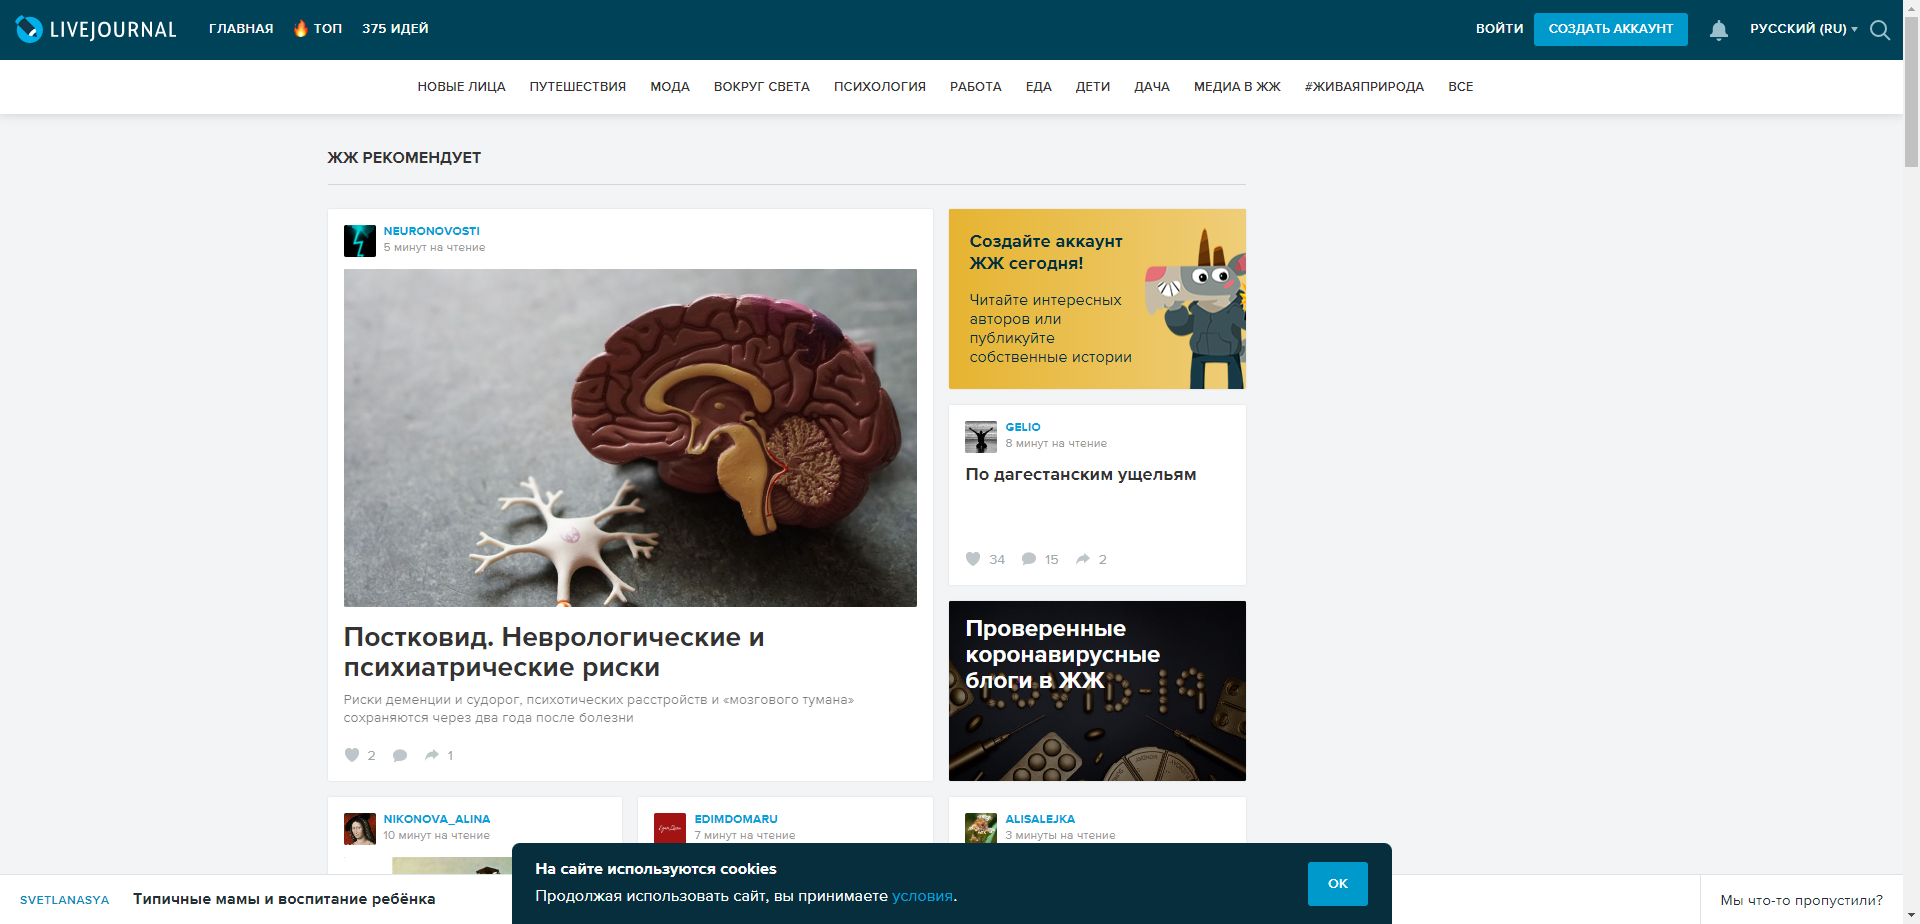 LIVEJOURNAL
ГЛАВНАЯ
ТОП
375 ИДЕЙ
ВОЙТИ
СОЗДАТЬ АККАУНТ
РУССКИЙ (RU)
НОВЫЕ ЛИЦА
ПУТЕШЕСТВИЯ
МОДА
ВОКРУГ СВЕТА
ПСИХОЛОГИЯ
РАБОТА
ЕДА
ДЕТИ
ДАЧА
МЕДИА В ЖЖ
#ЖИВАЯПРИРОДА
ВСЕ
ЖЖ РЕКОМЕНДУЕТ
NEURONOVOSTI
5 минут на чтение
Постковид. Неврологические и
психиатрические риски
Риски деменции и судорог, психотических расстройств и «мозгового тумана»
сохраняются через два года после болезни
2
1
Создайте аккаунт
ЖЖ сегодня!
Читайте интересных
авторов или
публикуйте
собственные истории
GELIO
8 минут на чтение
По дагестанским ущельям
34
15
2
Проверенные
коронавирусные
блоги в ЖЖ
COVID-19
NIKONOVA_ALINA
10 минут на чтение
EDIMDOMARU
7 минут на чтение
ALISALEJKA
3 минуты на чтение
На сайте используются cookies
Продолжая использовать сайт, вы принимаете условия.
ОК
SVETLANASYA
Типичные мамы и воспитание ребёнка
Мы что-то пропустили?